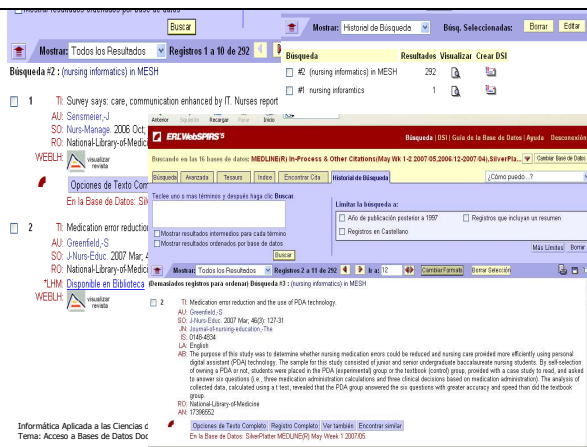 Mostrar resultados ordenados por base de datos
Buscar
Mostrar: Todos los Resultados Registros 1 a 10 de 292
Búsqueda #2 : (nursing informatics) in MESH
1 TI: Survey says: care, communication enhanced by IT. Nurses report
AU: Sensmeier,-J
SO: Nurs-Manage. 2006 Oct;
RO: National-Library-of-Medic
WEBLH: visualizar revista
Opciones de Texto Com
En la Base de Datos: Silv
2 TI: Medication error reductio
AU: Greenfield,-S
SO: J-Nurs-Educ. 2007 Mar; 4
RO: National-Library-of-Medic
*LHM: Disponible en Biblioteca
WEBLH: visualizar revista
Informática Aplicada a las Ciencias d
Tema: Acceso a Bases de Datos Doc
Mostrar: Historial de Búsqueda Búsq. Seleccionadas: Borrar Editar
Búsqueda Resultados Visualizar Crear DSI
#2 (nursing informatics) in MESH 292
#1 nursing inforamtics 1
Anterior Siguiente Recargar Parar Inicio
ERL WebSPIRS 5
Búsqueda | DSI | Guía de la Base de Datos | Ayuda Desconexión
Buscando en las 16 bases de datos: MEDLINE(R) In-Process & Other Citations(May Wk 1-2 2007/05,2006/12-2007/04),SilverPla... Cambiar Base de Datos
Búsqueda Avanzada Tesauro Indice Encontrar Cita Historial de Búsqueda ¿Cómo puedo...?
Teclee uno o mas términos y después haga clic Buscar.
Mostrar resultados intermedios para cada término
Mostrar resultados ordenados por base de datos
Buscar
Limitar la búsqueda a:
Año de publicación posterior a 1997 Registros que incluyan un resumen
Registros en Castellano
Más Límites Borrar
Mostrar: Todos los Resultados Registros 2 a 11 de 292 Ir a: 12 Cambiar Formato Borrar Selección
(Demasiados registros para ordenar) Búsqueda #3 : (nursing informatics) in MESH
2 TI: Medication error reduction and the use of PDA technology.
AU: Greenfield,-S
SO: J-Nurs-Educ. 2007 Mar; 46(3): 127-31
JN: Journal-of-nursing-education,-The
IS: 0148-4834
LA: English
AB: The purpose of this study was to determine whether nursing medication errors could be reduced and nursing care provided more efficiently using personal
digital assistant (PDA) technology. The sample for this study consisted of junior and senior undergraduate baccalaureate nursing students. By self-selection
of owning a PDA or not, students were placed in the PDA (experimental) group or the textbook (control) group, provided with a case study to read, and asked
to answer six questions (i.e., three medication administration calculations and three clinical decisions based on medication administration). The analysis of
collected data, calculated using a t test, revealed that the PDA group answered the six questions with greater accuracy and speed than did the textbook
group.
RO: National-Library-of-Medicine
AN: 17396552
Opciones de Texto Completo Registro Completo Ver también Encontrar similar
En la Base de Datos: SilverPlatter MEDLINE(R) May Week 1 2007/05.